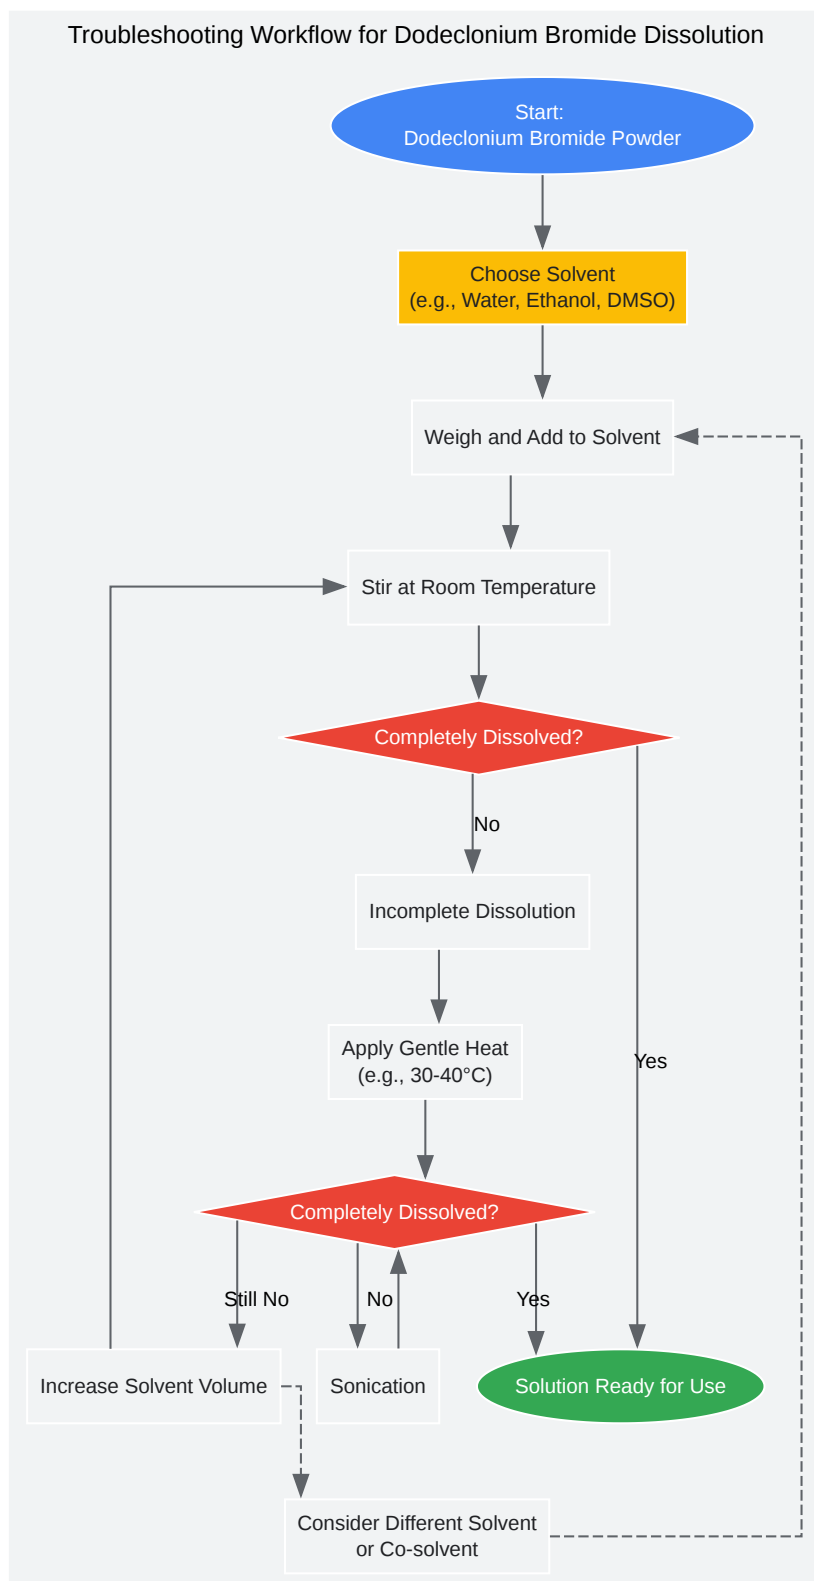 Troubleshooting Workflow for Dodeclonium Bromide Dissolution
Start:
Dodeclonium Bromide Powder
Choose Solvent
(e.g., Water, Ethanol, DMSO)
Weigh and Add to Solvent
Stir at Room Temperature
Completely Dissolved?
No
Incomplete Dissolution
Apply Gentle Heat
(e.g., 30-40°C)
Yes
Completely Dissolved?
Still No
No
Yes
Increase Solvent Volume
Sonication
Solution Ready for Use
Consider Different Solvent
or Co-solvent